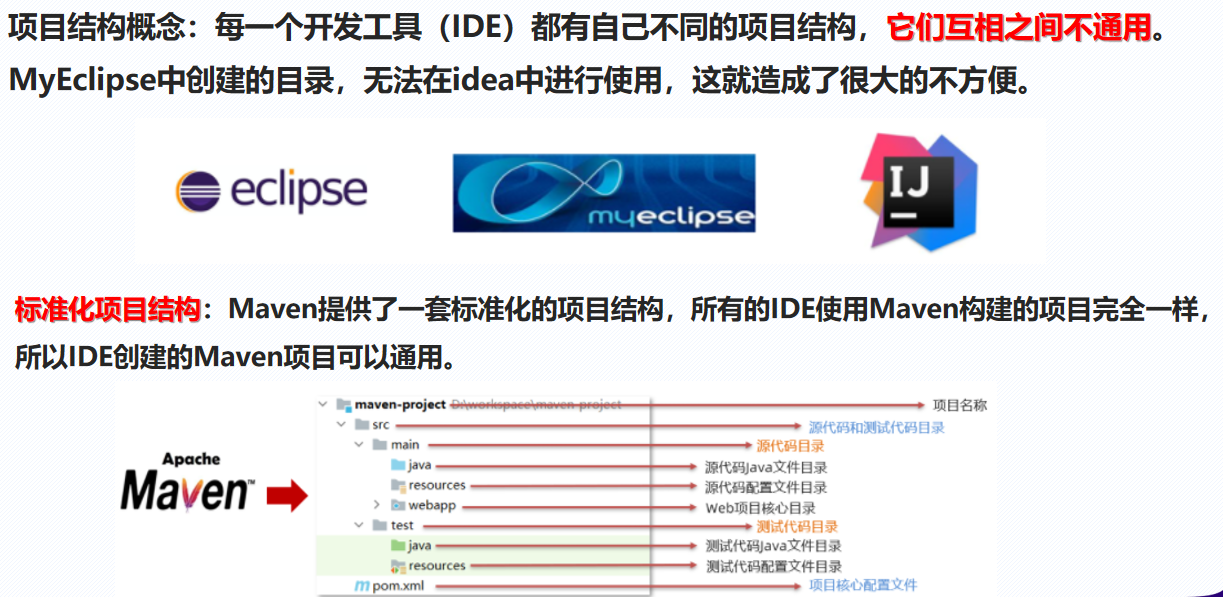 项目结构概念：每一个开发工具（IDE）都有自己不同的项目结构，它们互相之间不通用。
MyEclipse中创建的目录，无法在idea中进行使用，这就造成了很大的不方便。
eclipse
myeclipse
IJ
标准化项目结构：Maven提供了一套标准化的项目结构，所有的IDE使用Maven构建的项目完全一样，
所以IDE创建的Maven项目可以通用。
Apache
Maven™
maven-project D:\workspace\maven-project 项目名称
src 源代码和测试代码目录
main 源代码目录
java 源代码Java文件目录
resources 源代码配置文件目录
webapp Web项目核心目录
test 测试代码目录
java 测试代码Java文件目录
resources 测试代码配置文件目录
m pom.xml 项目核心配置文件